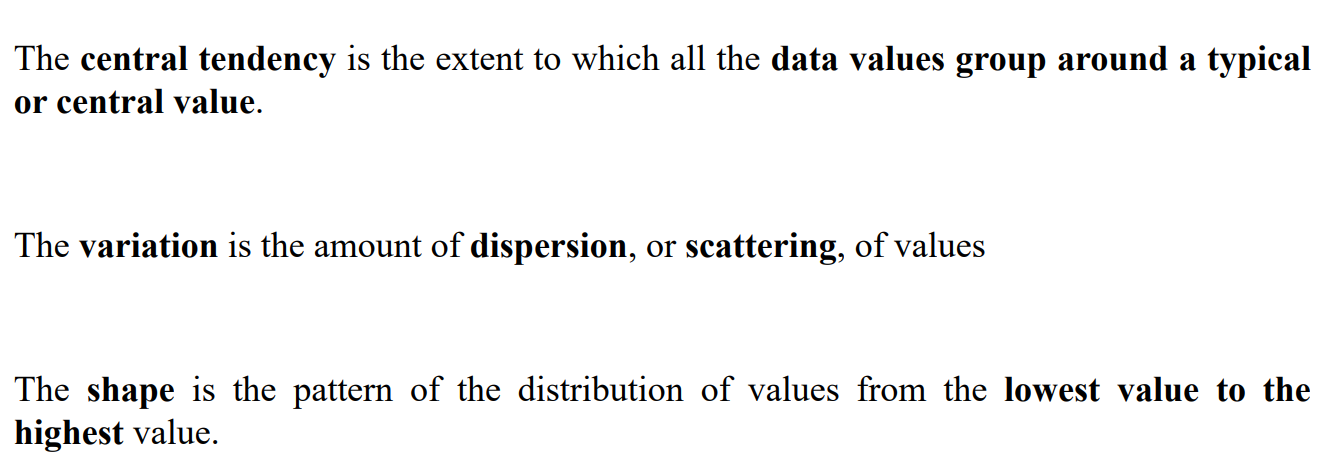 The central tendency is the extent to which all the data values group around a typical
or central value.
The variation is the amount of dispersion, or scattering, of values
The shape is the pattern of the distribution of values from the lowest value to the
highest value.